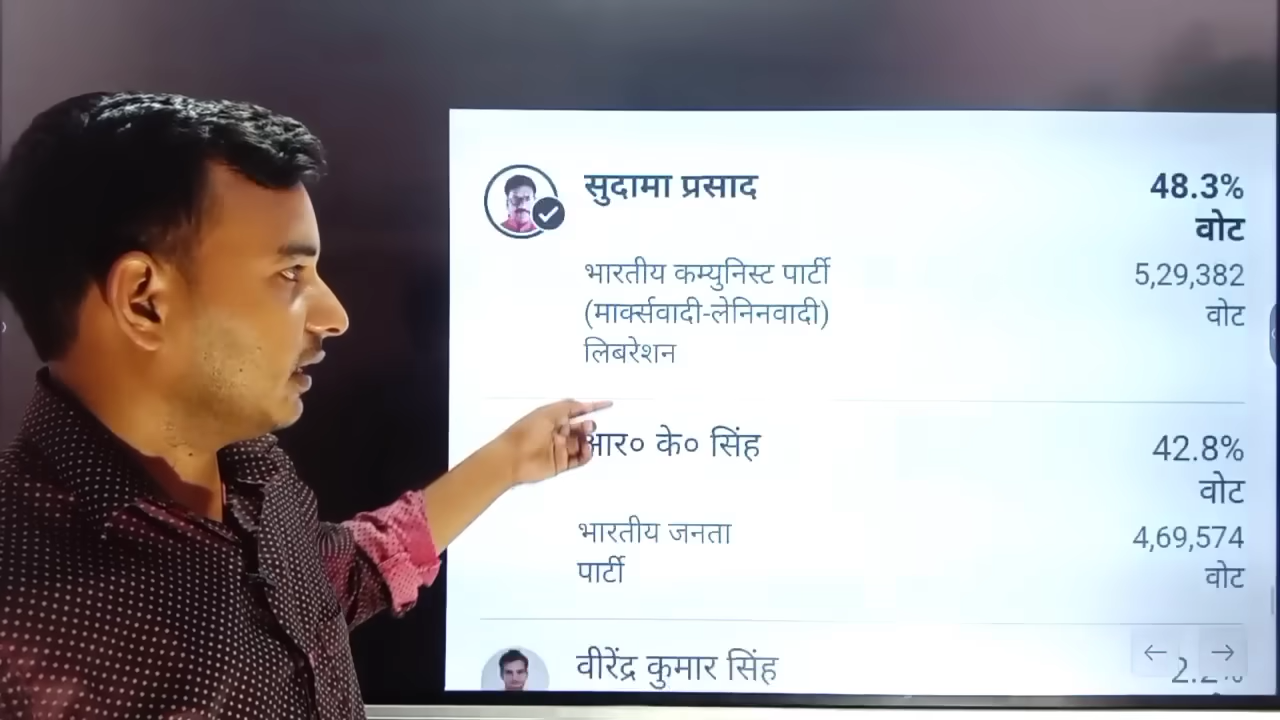 सुदामा प्रसाद
48.3%
वोट
भारतीय कम्युनिस्ट पार्टी
(मार्क्सवादी-लेनिनवादी)
लिबरेशन
5,29,382
वोट
आर० के० सिंह
42.8%
वोट
भारतीय जनता
पार्टी
4,69,574
वोट
वीरेंद्र कुमार सिंह